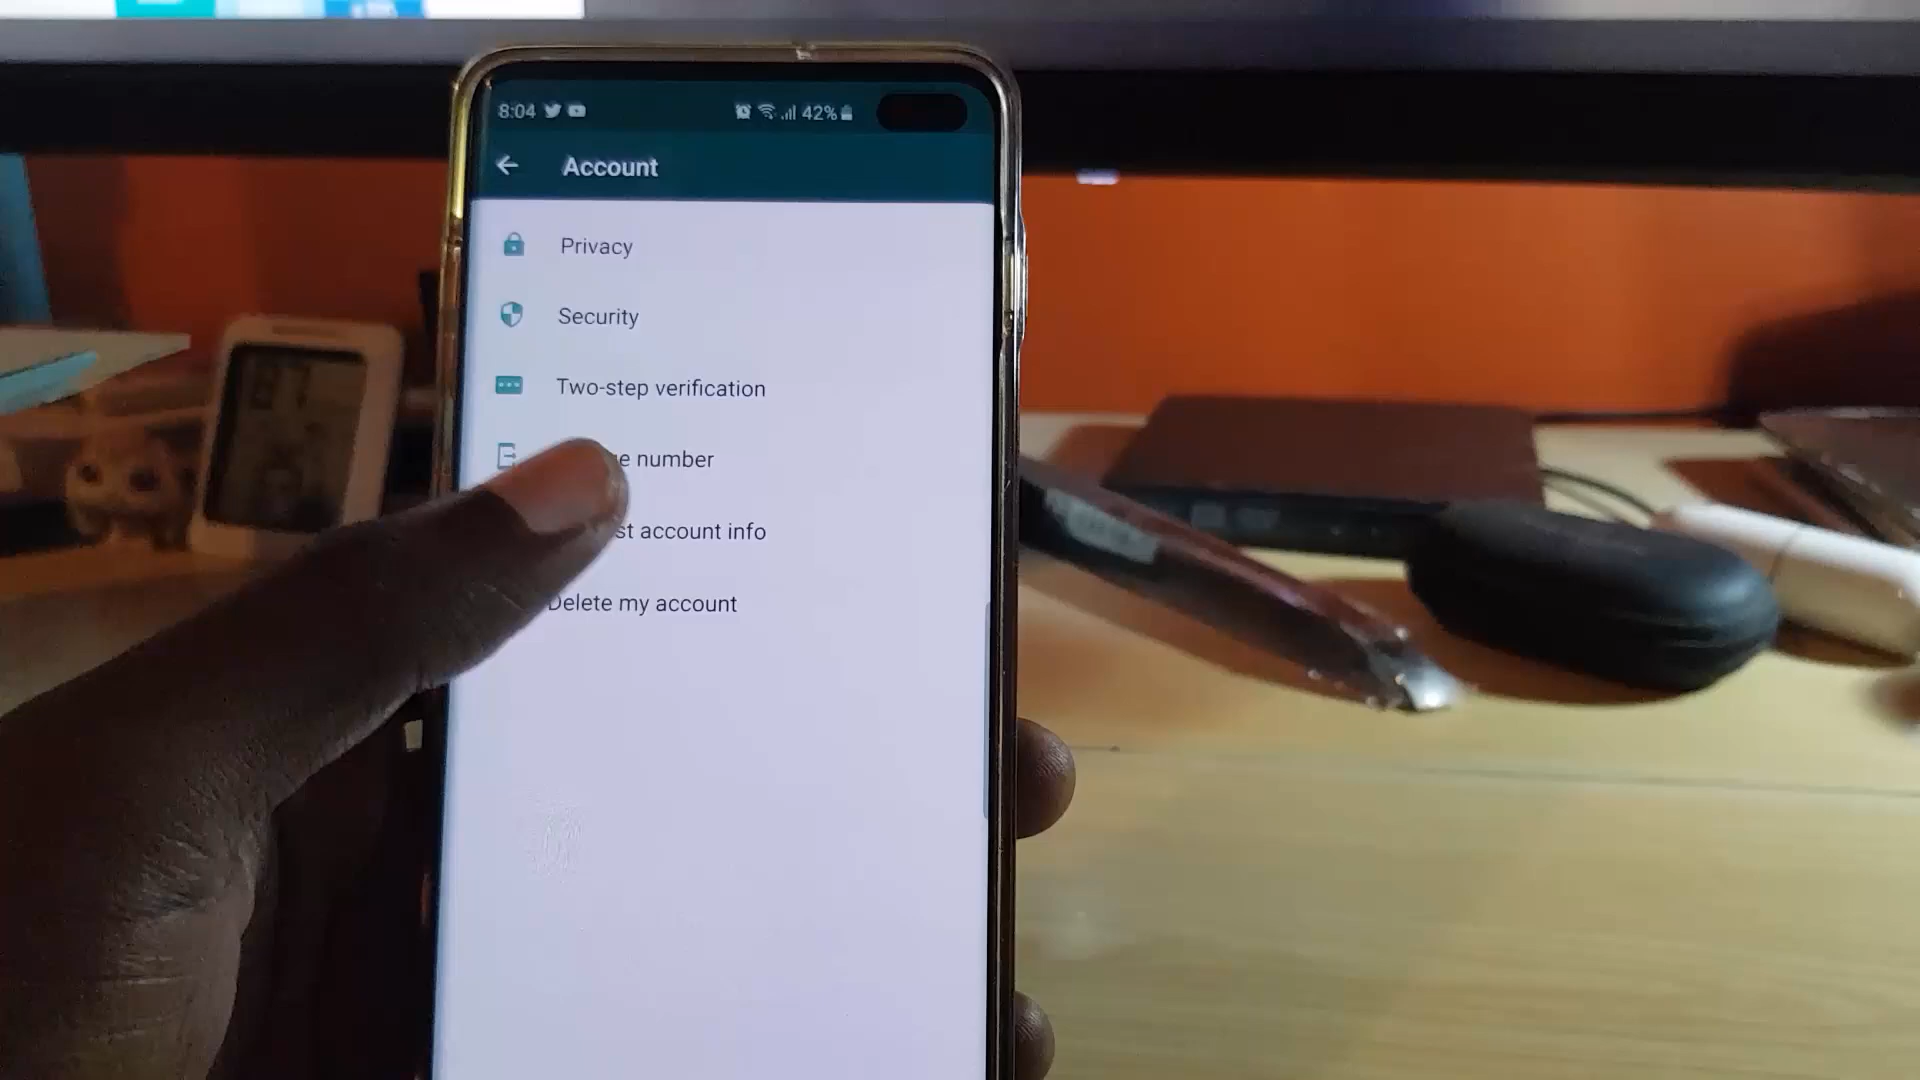 8:04 42%
Account
Privacy
Security
Two-step verification
number
account info
Delete my account